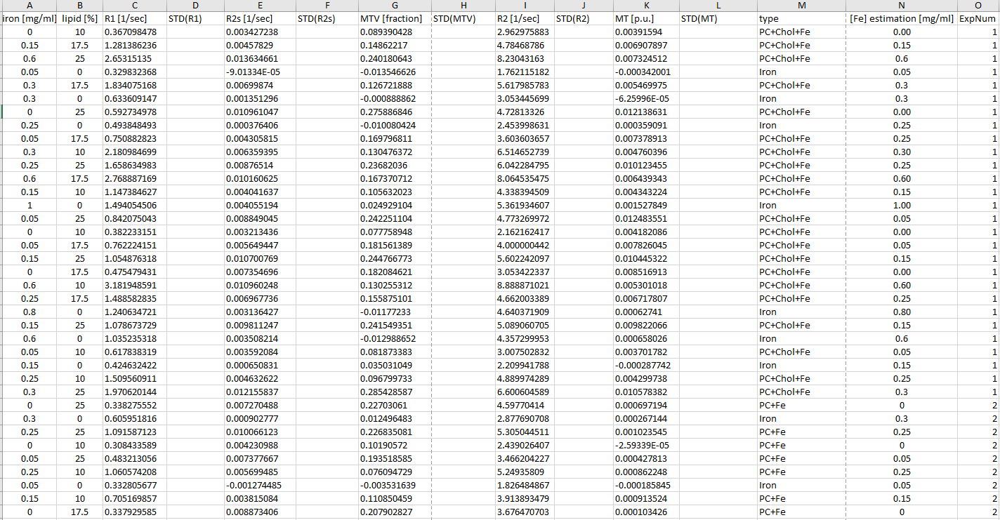 A B C D E F G H I J K L M N O
iron [mg/ml] lipid [%] R1 [1/sec] STD(R1) R2s [1/sec] STD(R2s) MTV [fraction] STD(MTV) R2 [1/sec] STD(R2) MT [p.u.] STD(MT) type [Fe] estimation [mg/ml] ExpNum
0 10 0.367098478 0.003427238 0.089390428 2.962975883 0.00391594 PC+Chol+Fe 0.00 1
0.15 17.5 1.281386236 0.00457829 0.14862217 4.78468786 0.006907897 PC+Chol+Fe 0.15 1
0.6 25 2.65315135 0.013634661 0.240180643 8.23043163 0.007324512 PC+Chol+Fe 0.6 1
0.05 0 0.329832368 -9.01334E-05 -0.013546626 1.762115182 -0.000342001 Iron 0.05 1
0.3 17.5 1.834075168 0.00699874 0.126721888 5.617985783 0.005469975 PC+Chol+Fe 0.3 1
0.3 0 0.633609147 0.001351296 -0.000888862 3.053445699 -6.25996E-05 Iron 0.3 1
0 25 0.592734978 0.010961047 0.275886846 4.72813326 0.012138631 PC+Chol+Fe 0.00 1
0.25 0 0.493848493 0.000376406 -0.010080424 2.453998631 0.000359091 Iron 0.25 1
0.05 17.5 0.750882823 0.004305815 0.169796811 3.603603657 0.007378913 PC+Chol+Fe 0.25 1
0.3 10 2.180984699 0.006359395 0.130476372 6.514652739 0.004760396 PC+Chol+Fe 0.30 1
0.25 25 1.658634983 0.00876514 0.23682036 6.042284795 0.010123455 PC+Chol+Fe 0.25 1
0.6 17.5 2.768887169 0.010160625 0.167370712 8.064535475 0.006439343 PC+Chol+Fe 0.60 1
0.15 10 1.147384627 0.004041637 0.105632023 4.338394509 0.004343224 PC+Chol+Fe 0.15 1
1 0 1.494054506 0.004055194 0.024929104 5.361934607 0.001527849 Iron 1.00 1
0.05 25 0.842075043 0.008849045 0.242251104 4.773269972 0.012483551 PC+Chol+Fe 0.05 1
0 10 0.382233151 0.003213436 0.077758948 2.162162417 0.004182086 PC+Chol+Fe 0.00 1
0.05 17.5 0.762224151 0.005649447 0.181561389 4.000000442 0.007826045 PC+Chol+Fe 0.05 1
0.15 25 1.054876318 0.010700769 0.244766773 5.602242097 0.010445322 PC+Chol+Fe 0.15 1
0 17.5 0.475479431 0.007354696 0.182084621 3.053422337 0.008516913 PC+Chol+Fe 0.00 1
0.6 10 3.181948591 0.010960248 0.130255312 8.888871021 0.005301018 PC+Chol+Fe 0.60 1
0.25 17.5 1.488582835 0.006967736 0.155875101 4.662003389 0.006717807 PC+Chol+Fe 0.25 1
0.8 0 1.240634721 0.003136427 -0.01177233 4.640371909 0.00062741 Iron 0.80 1
0.15 25 1.078673729 0.009811247 0.241549351 5.089060705 0.009822066 PC+Chol+Fe 0.15 1
0.6 0 1.035235318 0.003508214 -0.012988652 4.357299953 0.000658026 Iron 0.6 1
0.05 10 0.617838319 0.003592084 0.081873383 3.007502832 0.003701782 PC+Chol+Fe 0.05 1
0.15 0 0.424632422 0.000650831 0.035031049 2.209941788 -0.000287742 Iron 0.15 1
0.25 10 1.509560911 0.004632622 0.096799733 4.889974289 0.004299738 PC+Chol+Fe 0.25 1
0.3 25 1.970620144 0.012155837 0.285428587 6.600604589 0.010578382 PC+Chol+Fe 0.3 1
0 25 0.338275552 0.007270488 0.22703061 4.59770414 0.000697194 PC+Fe 0 2
0.3 0 0.605951816 0.000902777 0.012496483 2.877690708 0.000267144 Iron 0.3 2
0.25 25 1.091587123 0.010066123 0.226835081 5.305044511 0.001023545 PC+Fe 0.25 2
0 10 0.308433589 0.004230988 0.10190572 2.439026407 -2.59339E-05 PC+Fe 0 2
0.05 25 0.483213056 0.007377667 0.193518585 3.466204227 0.000427813 PC+Fe 0.05 2
0.25 10 1.060574208 0.005699485 0.076094729 5.24935809 0.000862248 PC+Fe 0.25 2
0.05 0 0.332805677 -0.001274485 -0.003531639 1.826484867 -0.000185845 Iron 0.05 2
0.15 10 0.705169857 0.003815084 0.110850459 3.913893479 0.000913524 PC+Fe 0.15 2
0 17.5 0.337929585 0.008873406 0.207902827 3.676470703 0.000103426 PC+Fe 0 2